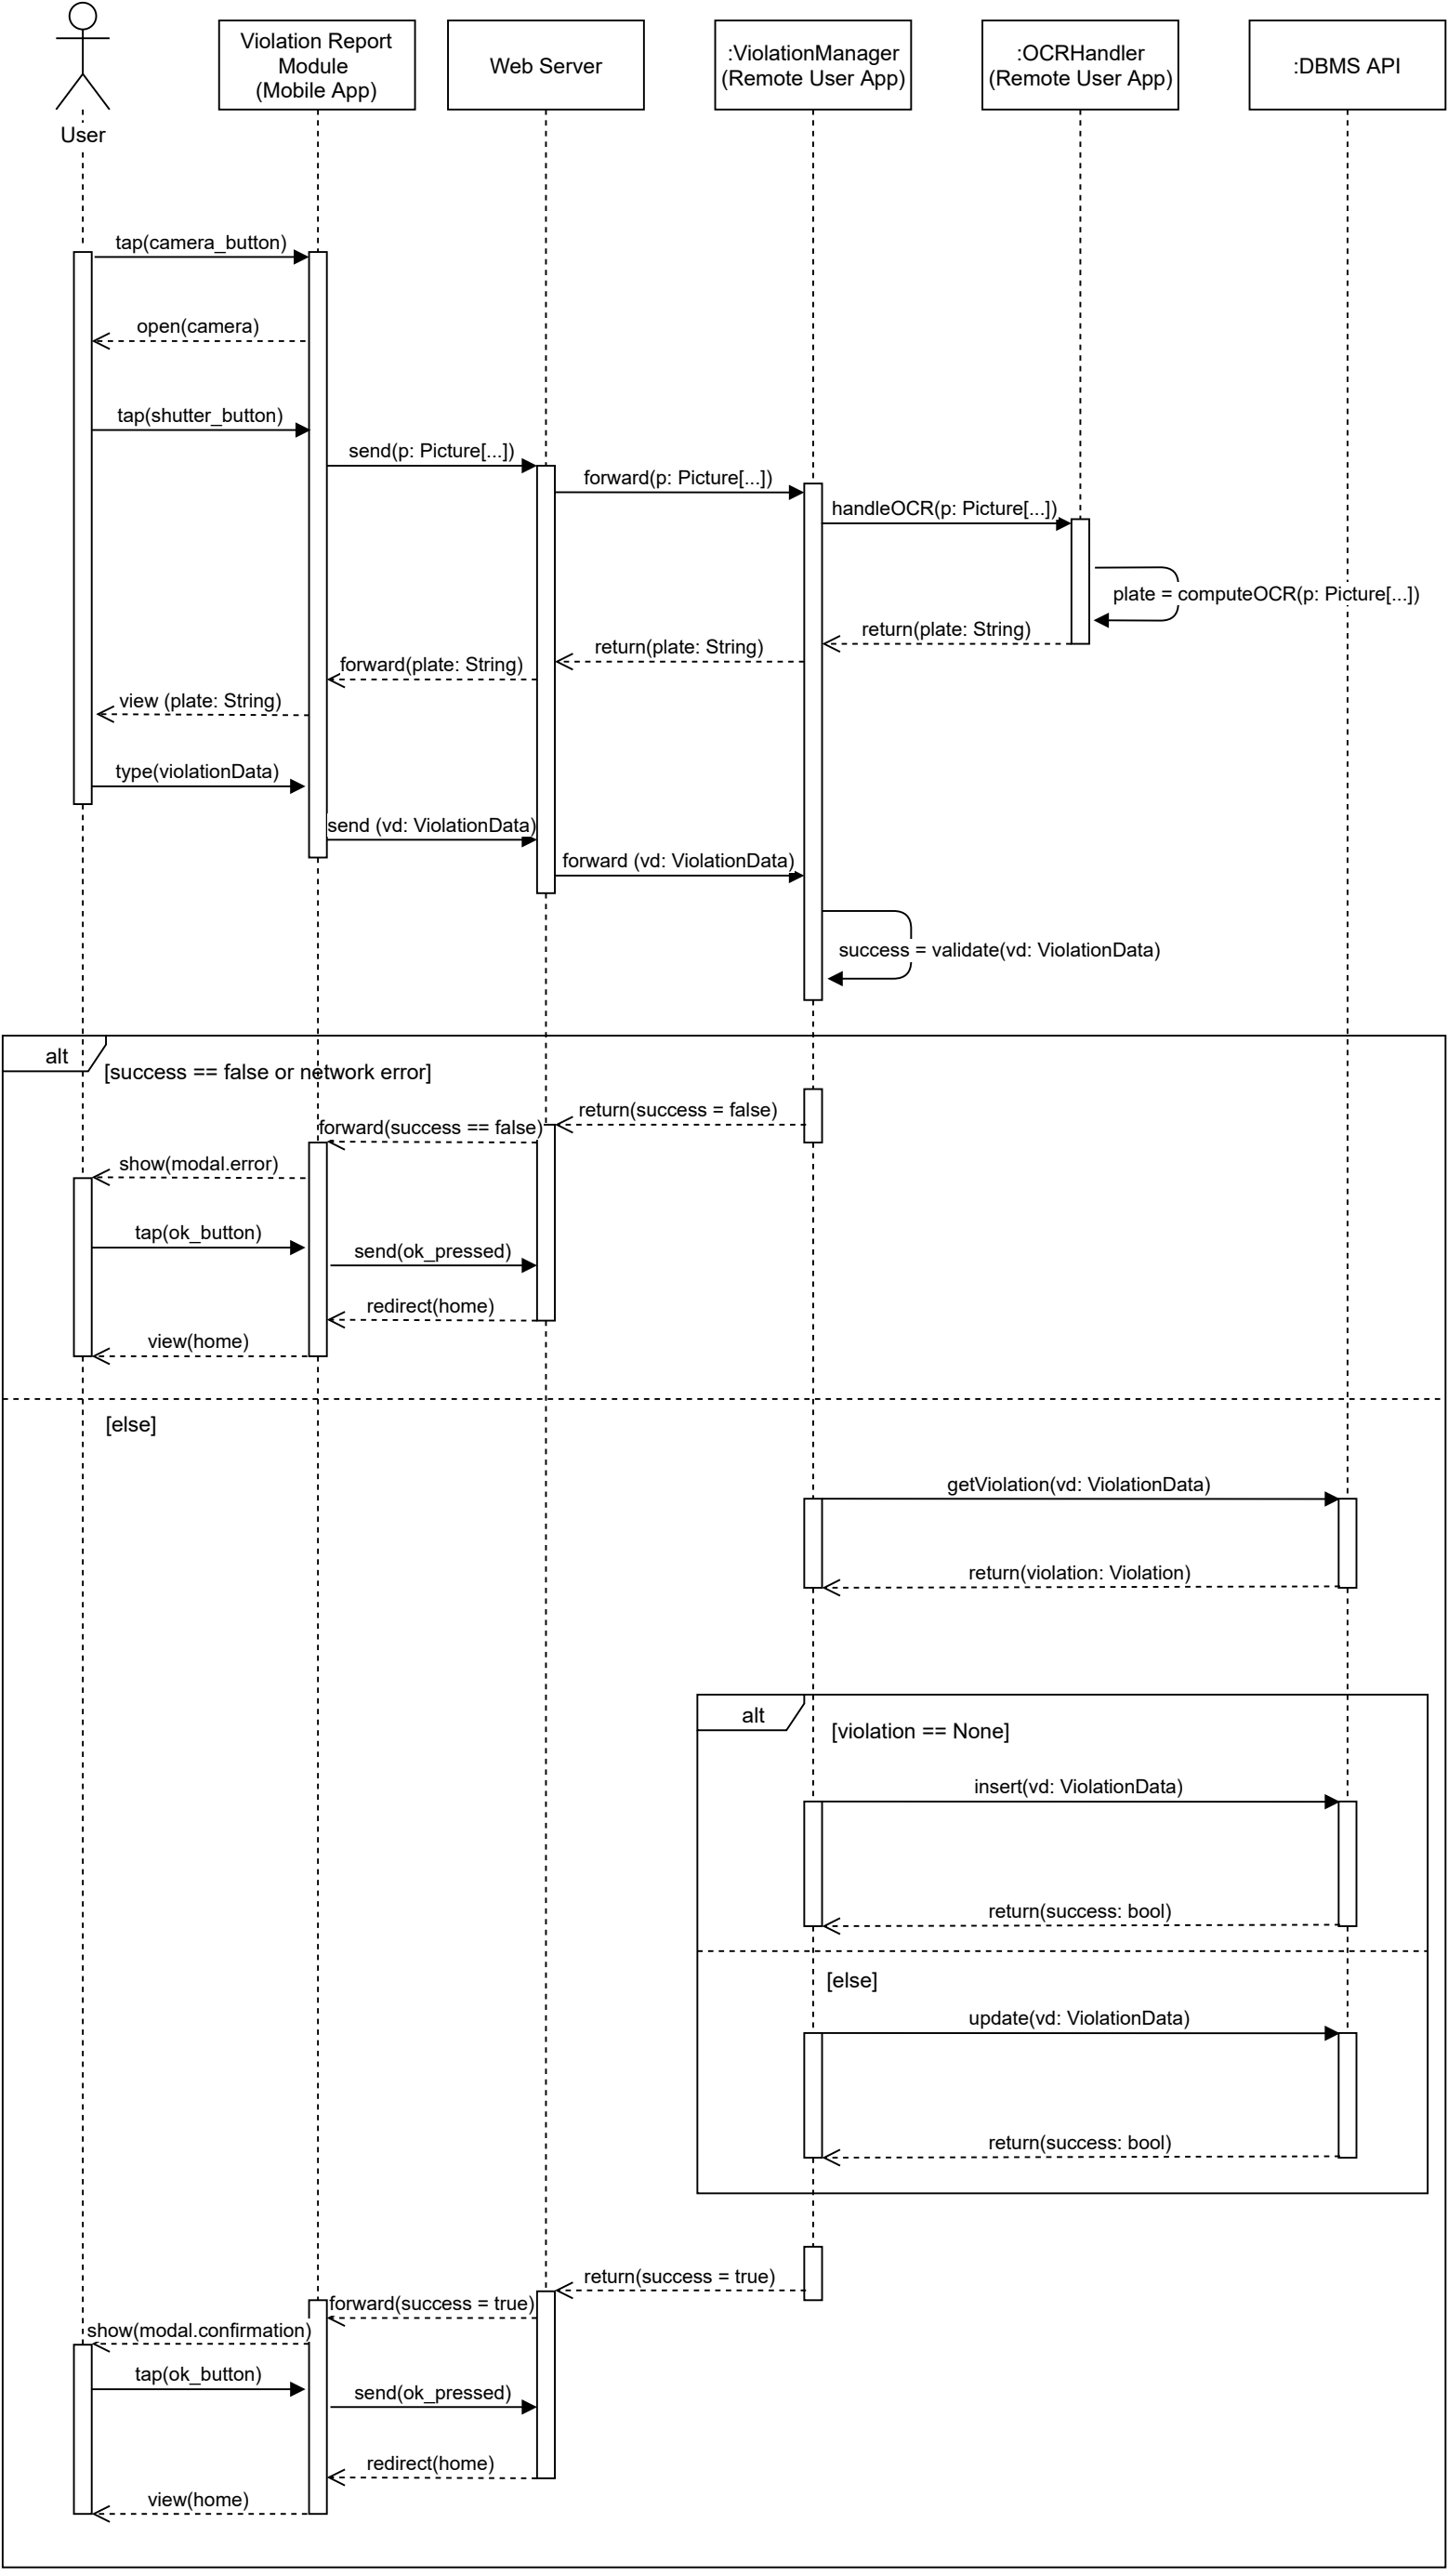 Violation Report
Module
(Mobile App)
Web Server
:ViolationManager
(Remote User App)
:OCRHandler
(Remote User App)
:DBMS API
User
tap(camera_button)
open(camera)
tap(shutter_button)
send(p: Picture[...])
forward(p: Picture[...])
handleOCR(p: Picture[...])
plate = computeOCR(p: Picture[...])
return(plate: String)
return(plate: String)
forward(plate: String)
view (plate: String)
type(violationData)
send (vd: ViolationData)
forward (vd: ViolationData)
success = validate(vd: ViolationData)
alt
[success == false or network error]
return(success = false)
forward(success == false)
show(modal.error)
tap(ok_button)
send(ok_pressed)
redirect(home)
view(home)
[else]
getViolation(vd: ViolationData)
return(violation: Violation)
alt
[violation == None]
insert(vd: ViolationData)
return(success: bool)
[else]
update(vd: ViolationData)
return(success: bool)
return(success = true)
forward(success = true)
show(modal.confirmation)
tap(ok_button)
send(ok_pressed)
redirect(home)
view(home)